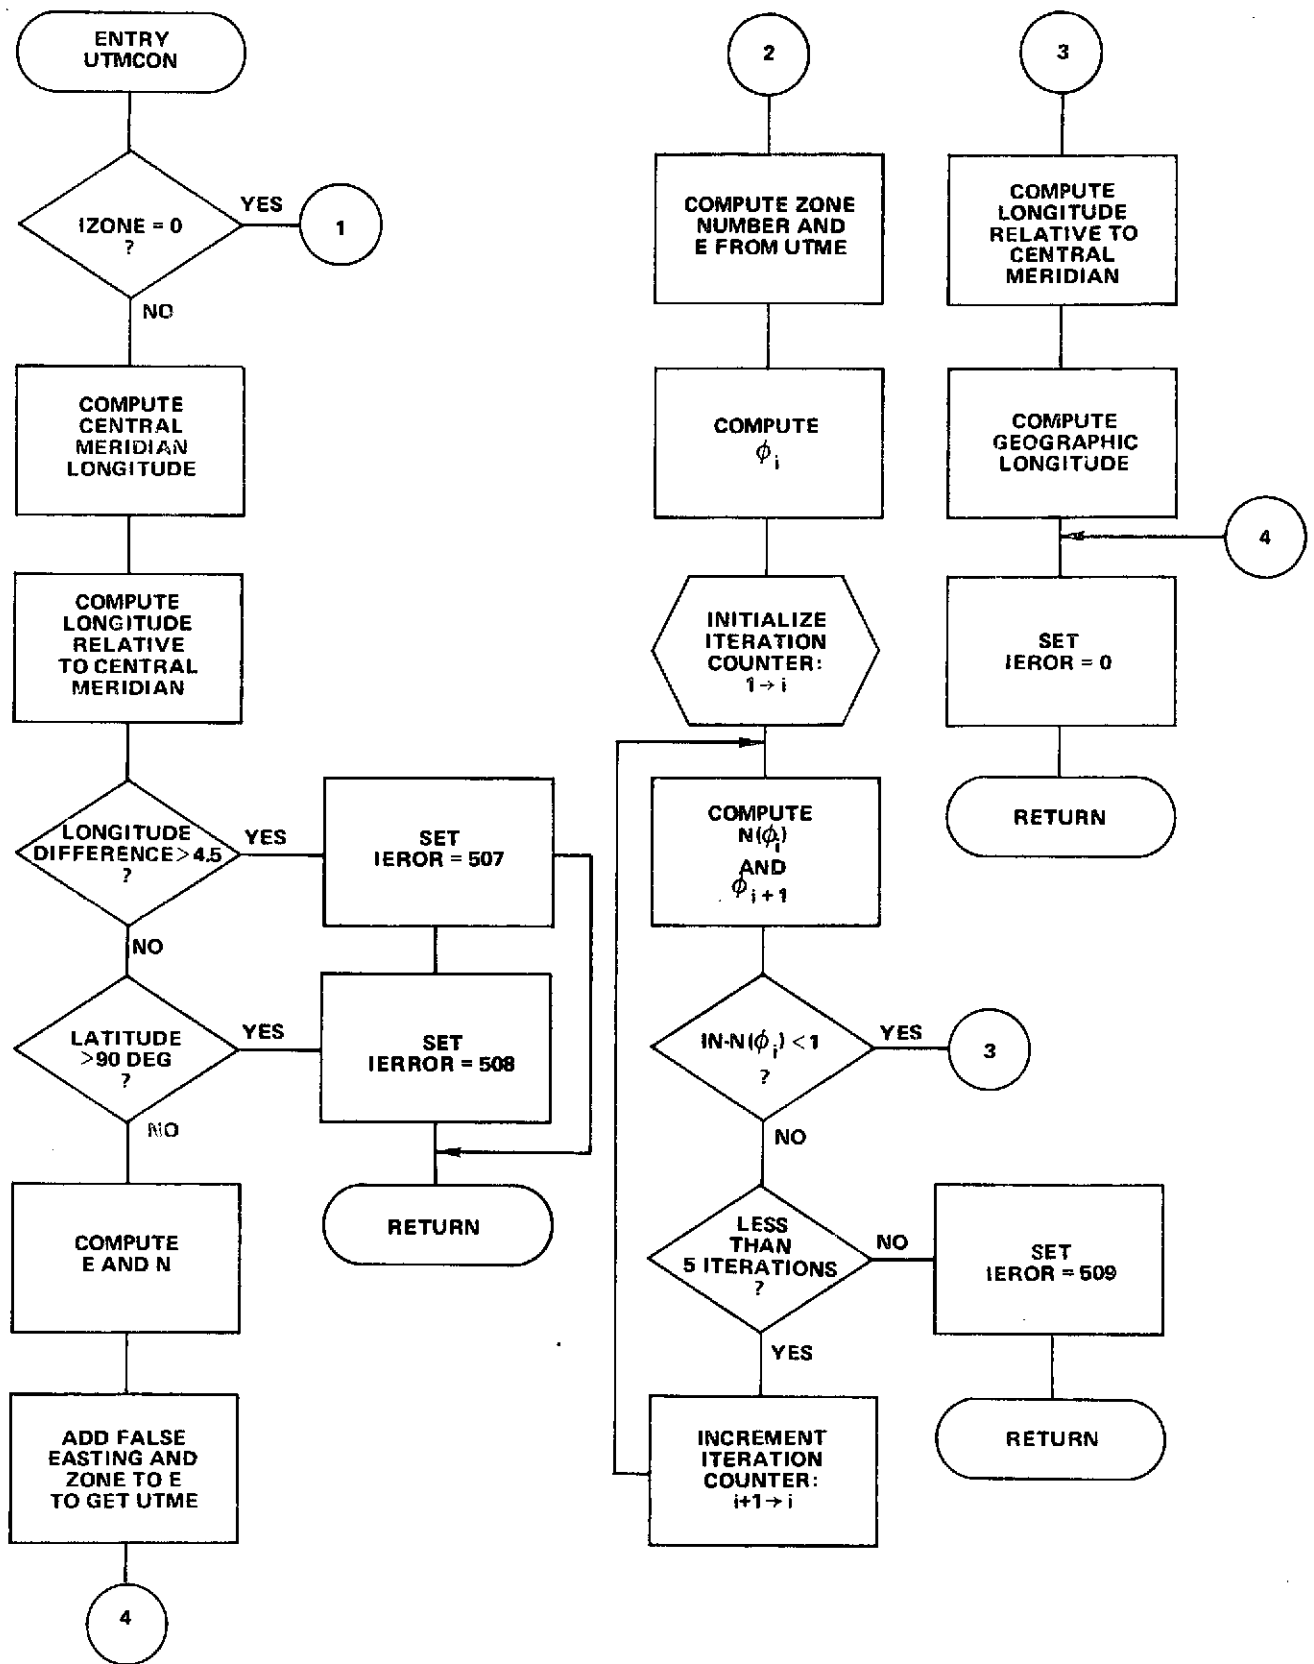 ENTRY
UTMCON
IZONE = 0
?
YES
1
NO
COMPUTE
CENTRAL
MERIDIAN
LONGITUDE
COMPUTE
LONGITUDE
RELATIVE
TO CENTRAL
MERIDIAN
LONGITUDE
DIFFERENCE>4.5
?
YES
SET
IEROR = 507
NO
LATITUDE
>90 DEG
?
YES
SET
IERROR = 508
NO
RETURN
COMPUTE
E AND N
ADD FALSE
EASTING AND
ZONE TO E
TO GET UTME
4
2
COMPUTE ZONE
NUMBER AND
E FROM UTME
COMPUTE
ϕi
INITIALIZE
ITERATION
COUNTER:
1→i
COMPUTE
N(ϕi)
AND
ϕi+1
IN-N(ϕi)<1
?
YES
3
NO
LESS
THAN
5 ITERATIONS
?
NO
SET
IEROR = 509
RETURN
YES
INCREMENT
ITERATION
COUNTER:
i+1→i
3
COMPUTE
LONGITUDE
RELATIVE TO
CENTRAL
MERIDIAN
COMPUTE
GEOGRAPHIC
LONGITUDE
4
SET
IEROR = 0
RETURN